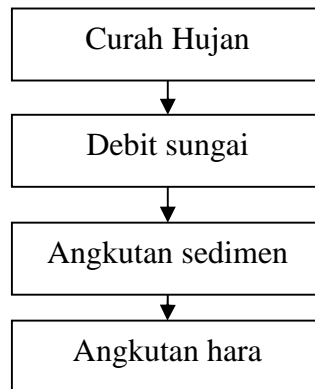 Curah Hujan
Debit sungai
Angkutan sedimen
Angkutan hara